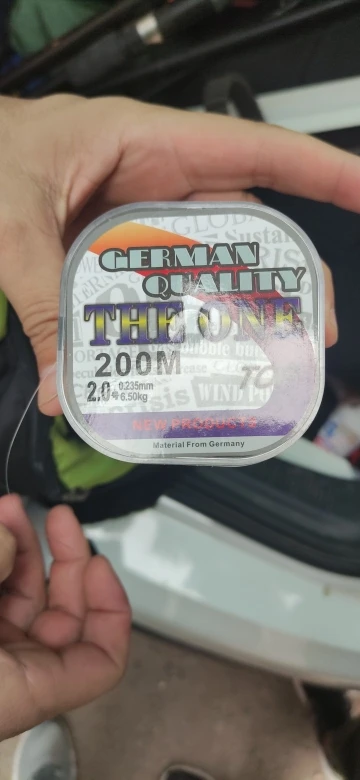 GERMAN
QUALITY
THE ONE
200M
2.0# 0.235mm
6.50kg
NEW PRODUCTS
Material From Germany